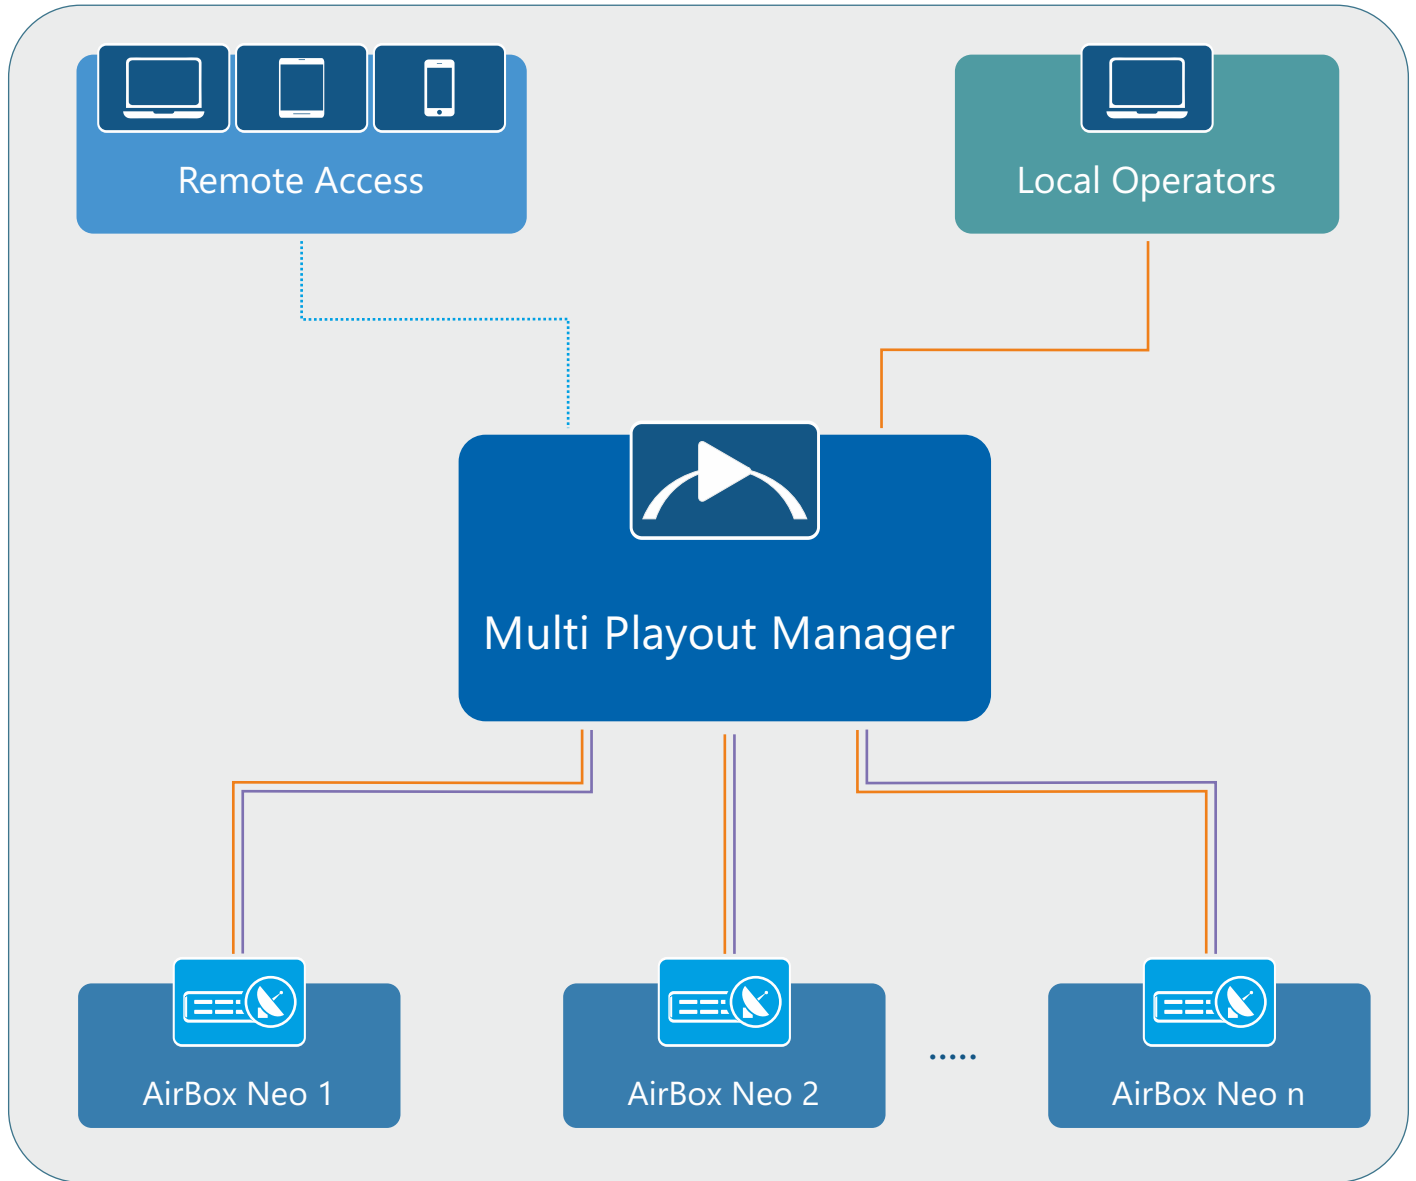 Remote Access
Local Operators
Multi Playout Manager
AirBox Neo 1
AirBox Neo 2
.....
AirBox Neo n